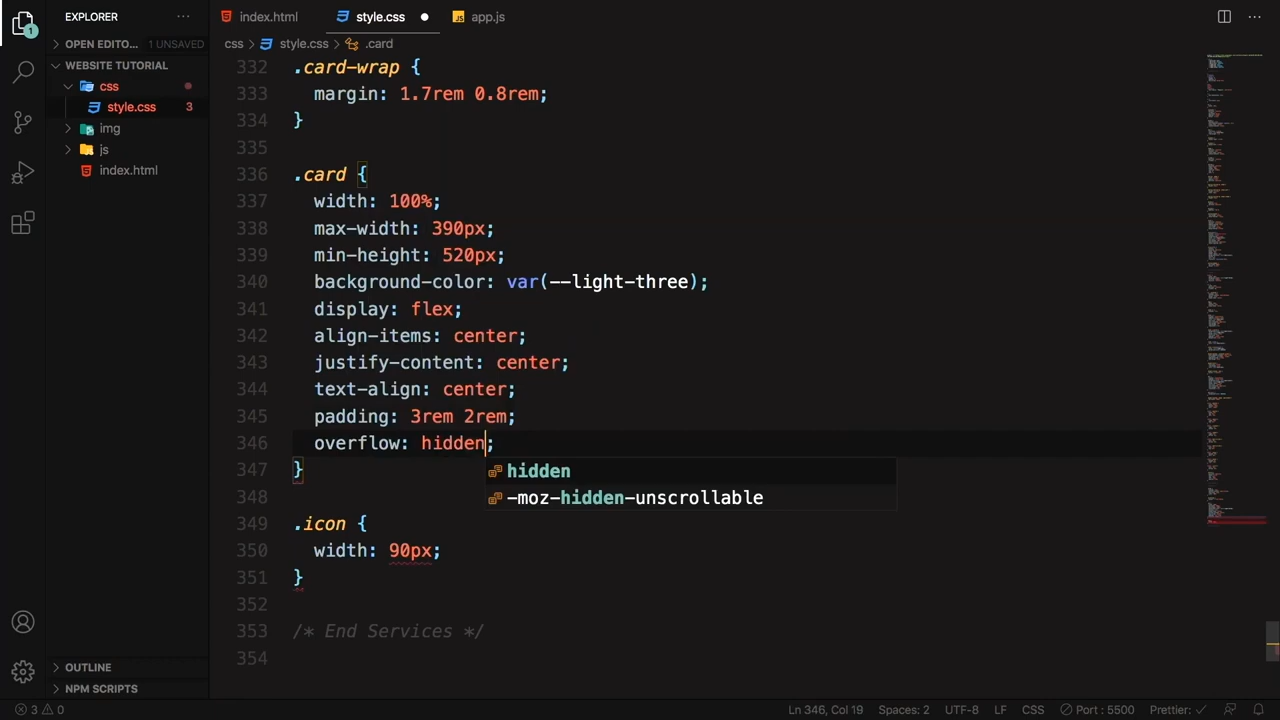 EXPLORER
index.html
style.css
app.js
OPEN EDITO... 1 UNSAVED
css > style.css > .card
WEBSITE TUTORIAL
css
style.css 3
img
js
index.html
OUTLINE
NPM SCRIPTS
332 .card-wrap {
333 margin: 1.7rem 0.8rem;
334 }
335
336 .card {
337 width: 100%;
338 max-width: 390px;
339 min-height: 520px;
340 background-color: var(--light-three);
341 display: flex;
342 align-items: center;
343 justify-content: center;
344 text-align: center;
345 padding: 3rem 2rem;
346 overflow: hidden;
hidden
-moz-hidden-unscrollable
347 }
348
349 .icon {
350 width: 90px;
351 }
352
353 /* End Services */
354
1
3 0 Ln 346, Col 19 Spaces: 2 UTF-8 LF CSS Port : 5500 Prettier: ✓